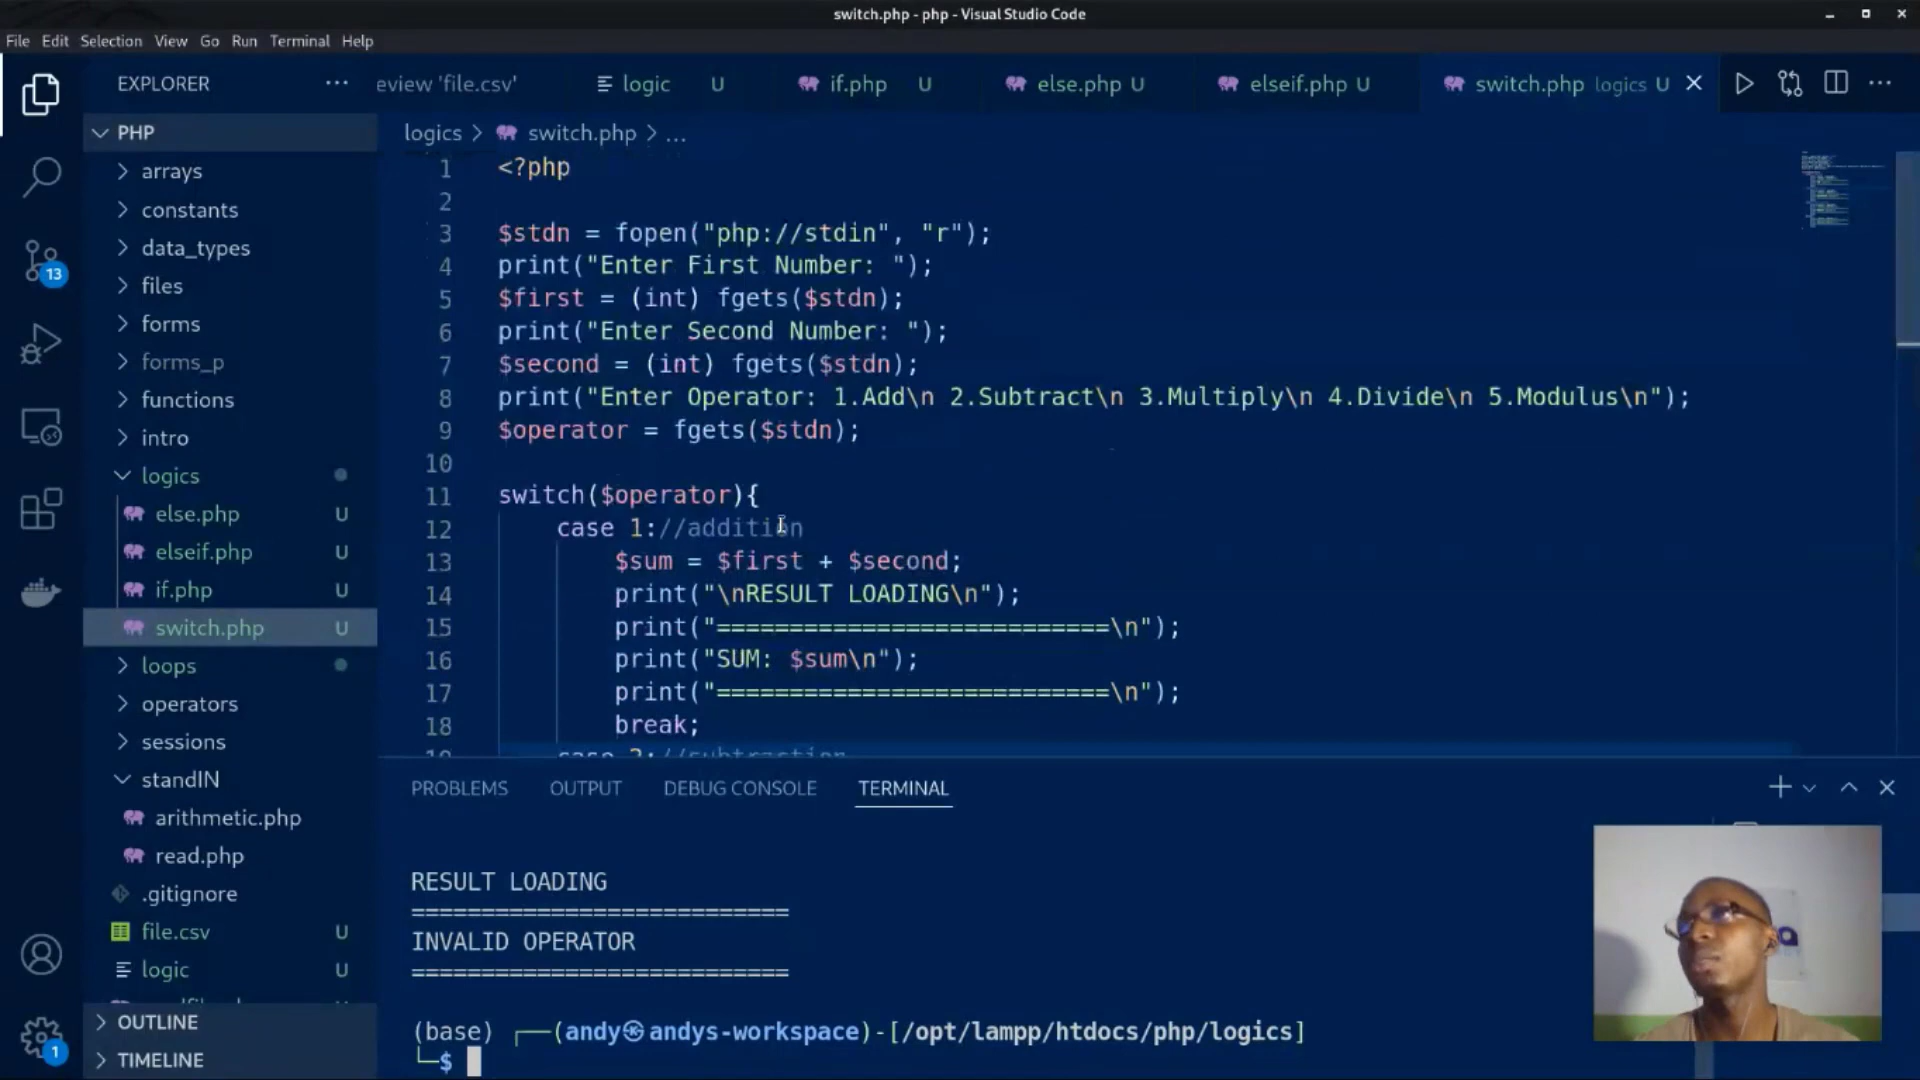 switch.php - php - Visual Studio Code
File Edit Selection View Go Run Terminal Help
EXPLORER
eview 'file.csv' logic U if.php U else.php U elseif.php U switch.php logics U
PHP
arrays
constants
data_types
files
forms
forms_p
functions
intro
logics
else.php U
elseif.php U
if.php U
switch.php U
loops
operators
sessions
standIN
arithmetic.php
read.php
.gitignore
file.csv U
logic U
OUTLINE
TIMELINE
13
1
logics > switch.php > ...
1 <?php
2
3 $stdn = fopen("php://stdin", "r");
4 print("Enter First Number: ");
5 $first = (int) fgets($stdn);
6 print("Enter Second Number: ");
7 $second = (int) fgets($stdn);
8 print("Enter Operator: 1.Add\n 2.Subtract\n 3.Multiply\n 4.Divide\n 5.Modulus\n");
9 $operator = fgets($stdn);
10
11 switch($operator){
12 case 1://addition
13 $sum = $first + $second;
14 print("\nRESULT LOADING\n");
15 print("===========================\n");
16 print("SUM: $sum\n");
17 print("===========================\n");
18 break;
19 case 2://subtraction
PROBLEMS OUTPUT DEBUG CONSOLE TERMINAL
RESULT LOADING
===========================
INVALID OPERATOR
===========================
(base) ┌──(andy㉿andys-workspace)-[/opt/lampp/htdocs/php/logics]
└─$